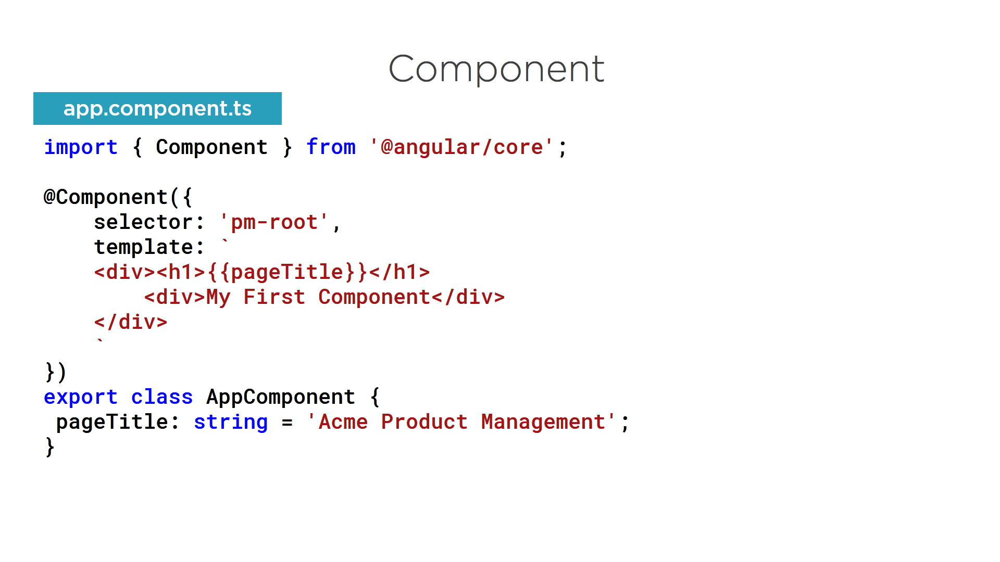 Component
app.component.ts
import { Component } from '@angular/core';
@Component({
    selector: 'pm-root',
    template: `
    <div><h1>{{pageTitle}}</h1>
        <div>My First Component</div>
    </div>
    `
})
export class AppComponent {
 pageTitle: string = 'Acme Product Management';
}